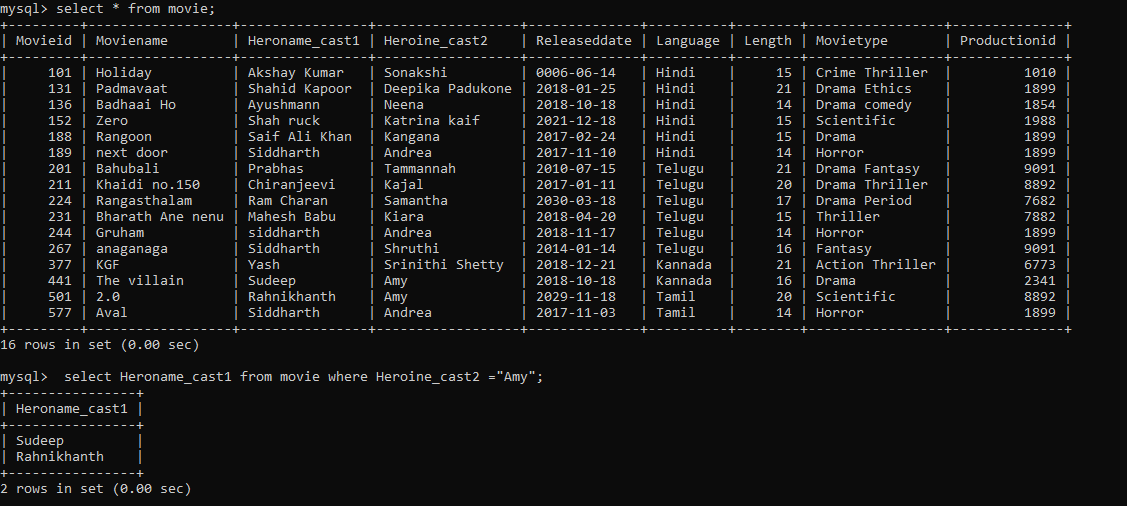 mysql> select * from movie;
+---------+------------------+----------------+-----------------+--------------+----------+--------+-----------------+--------------+
| Movieid | Moviename        | Heroname_cast1 | Heroine_cast2   | Releaseddate | Language | Length | Movietype       | Productionid |
+---------+------------------+----------------+-----------------+--------------+----------+--------+-----------------+--------------+
|     101 | Holiday          | Akshay Kumar   | Sonakshi        | 0006-06-14   | Hindi    |     15 | Crime Thriller  |         1010 |
|     131 | Padmavaat        | Shahid Kapoor  | Deepika Padukone | 2018-01-25   | Hindi    |     21 | Drama Ethics    |         1899 |
|     136 | Badhaai Ho       | Ayushmann      | Neena           | 2018-10-18   | Hindi    |     14 | Drama comedy    |         1854 |
|     152 | Zero             | Shah ruck      | Katrina kaif    | 2021-12-18   | Hindi    |     15 | Scientific      |         1988 |
|     188 | Rangoon          | Saif Ali Khan  | Kangana         | 2017-02-24   | Hindi    |     15 | Drama           |         1899 |
|     189 | next door        | Siddharth      | Andrea          | 2017-11-10   | Hindi    |     14 | Horror          |         1899 |
|     201 | Bahubali         | Prabhas        | Tammannah       | 2010-07-15   | Telugu   |     21 | Drama Fantasy   |         9091 |
|     211 | Khaidi no.150    | Chiranjeevi    | Kajal           | 2017-01-11   | Telugu   |     20 | Drama Thriller  |         8892 |
|     224 | Rangasthalam     | Ram Charan     | Samantha        | 2030-03-18   | Telugu   |     17 | Drama Period    |         7682 |
|     231 | Bharath Ane nenu | Mahesh Babu    | Kiara           | 2018-04-20   | Telugu   |     15 | Thriller        |         7882 |
|     244 | Gruham           | siddharth      | Andrea          | 2018-11-17   | Telugu   |     14 | Horror          |         1899 |
|     267 | anaganaga        | Siddharth      | Shruthi         | 2014-01-14   | Telugu   |     16 | Fantasy         |         9091 |
|     377 | KGF              | Yash           | Srinithi Shetty | 2018-12-21   | Kannada  |     21 | Action Thriller |         6773 |
|     441 | The villain      | Sudeep         | Amy             | 2018-10-18   | Kannada  |     16 | Drama           |         2341 |
|     501 | 2.0              | Rahnikhanth    | Amy             | 2029-11-18   | Tamil    |     20 | Scientific      |         8892 |
|     577 | Aval             | Siddharth      | Andrea          | 2017-11-03   | Tamil    |     14 | Horror          |         1899 |
+---------+------------------+----------------+-----------------+--------------+----------+--------+-----------------+--------------+
16 rows in set (0.00 sec)
mysql>  select Heroname_cast1 from movie where Heroine_cast2 ="Amy";
+----------------+
| Heroname_cast1 |
+----------------+
| Sudeep         |
| Rahnikhanth    |
+----------------+
2 rows in set (0.00 sec)